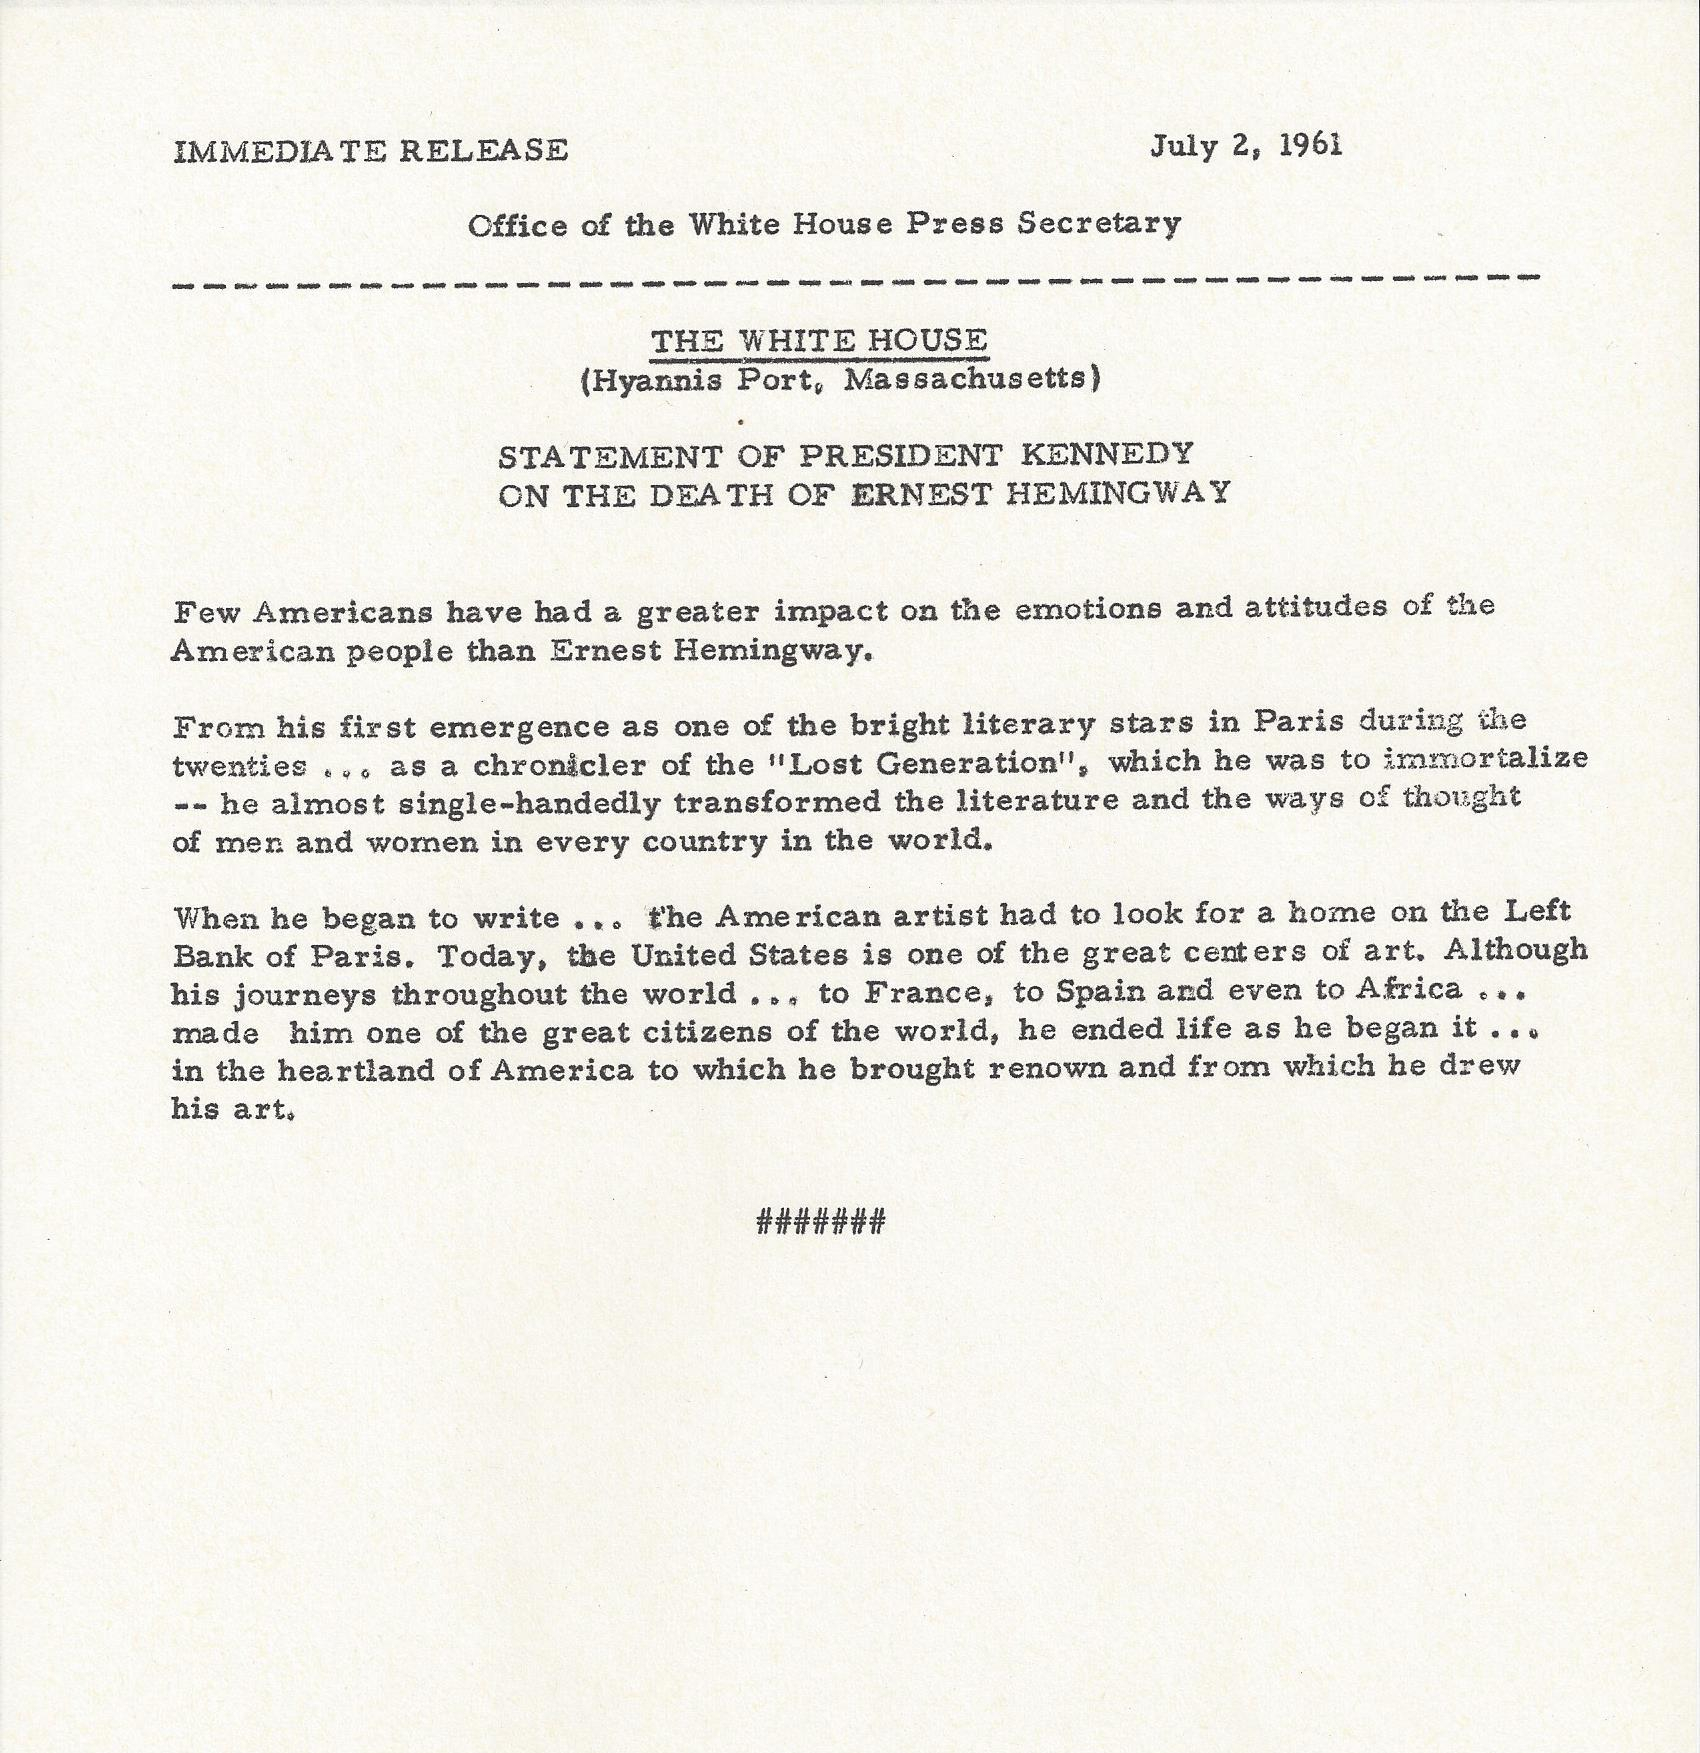 IMMEDIATE RELEASE July 2, 1961
Office of the White House Press Secretary
--------------------------------------------
THE WHITE HOUSE
(Hyannis Port, Massachusetts)
STATEMENT OF PRESIDENT KENNEDY
ON THE DEATH OF ERNEST HEMINGWAY
Few Americans have had a greater impact on the emotions and attitudes of the
American people than Ernest Hemingway.
From his first emergence as one of the bright literary stars in Paris during the
twenties ... as a chronicler of the "Lost Generation", which he was to immortalize
-- he almost single-handedly transformed the literature and the ways of thought
of men and women in every country in the world.
When he began to write ... the American artist had to look for a home on the Left
Bank of Paris. Today, the United States is one of the great centers of art. Although
his journeys throughout the world ... to France, to Spain and even to Africa ...
made him one of the great citizens of the world, he ended life as he began it ...
in the heartland of America to which he brought renown and from which he drew
his art.
#######